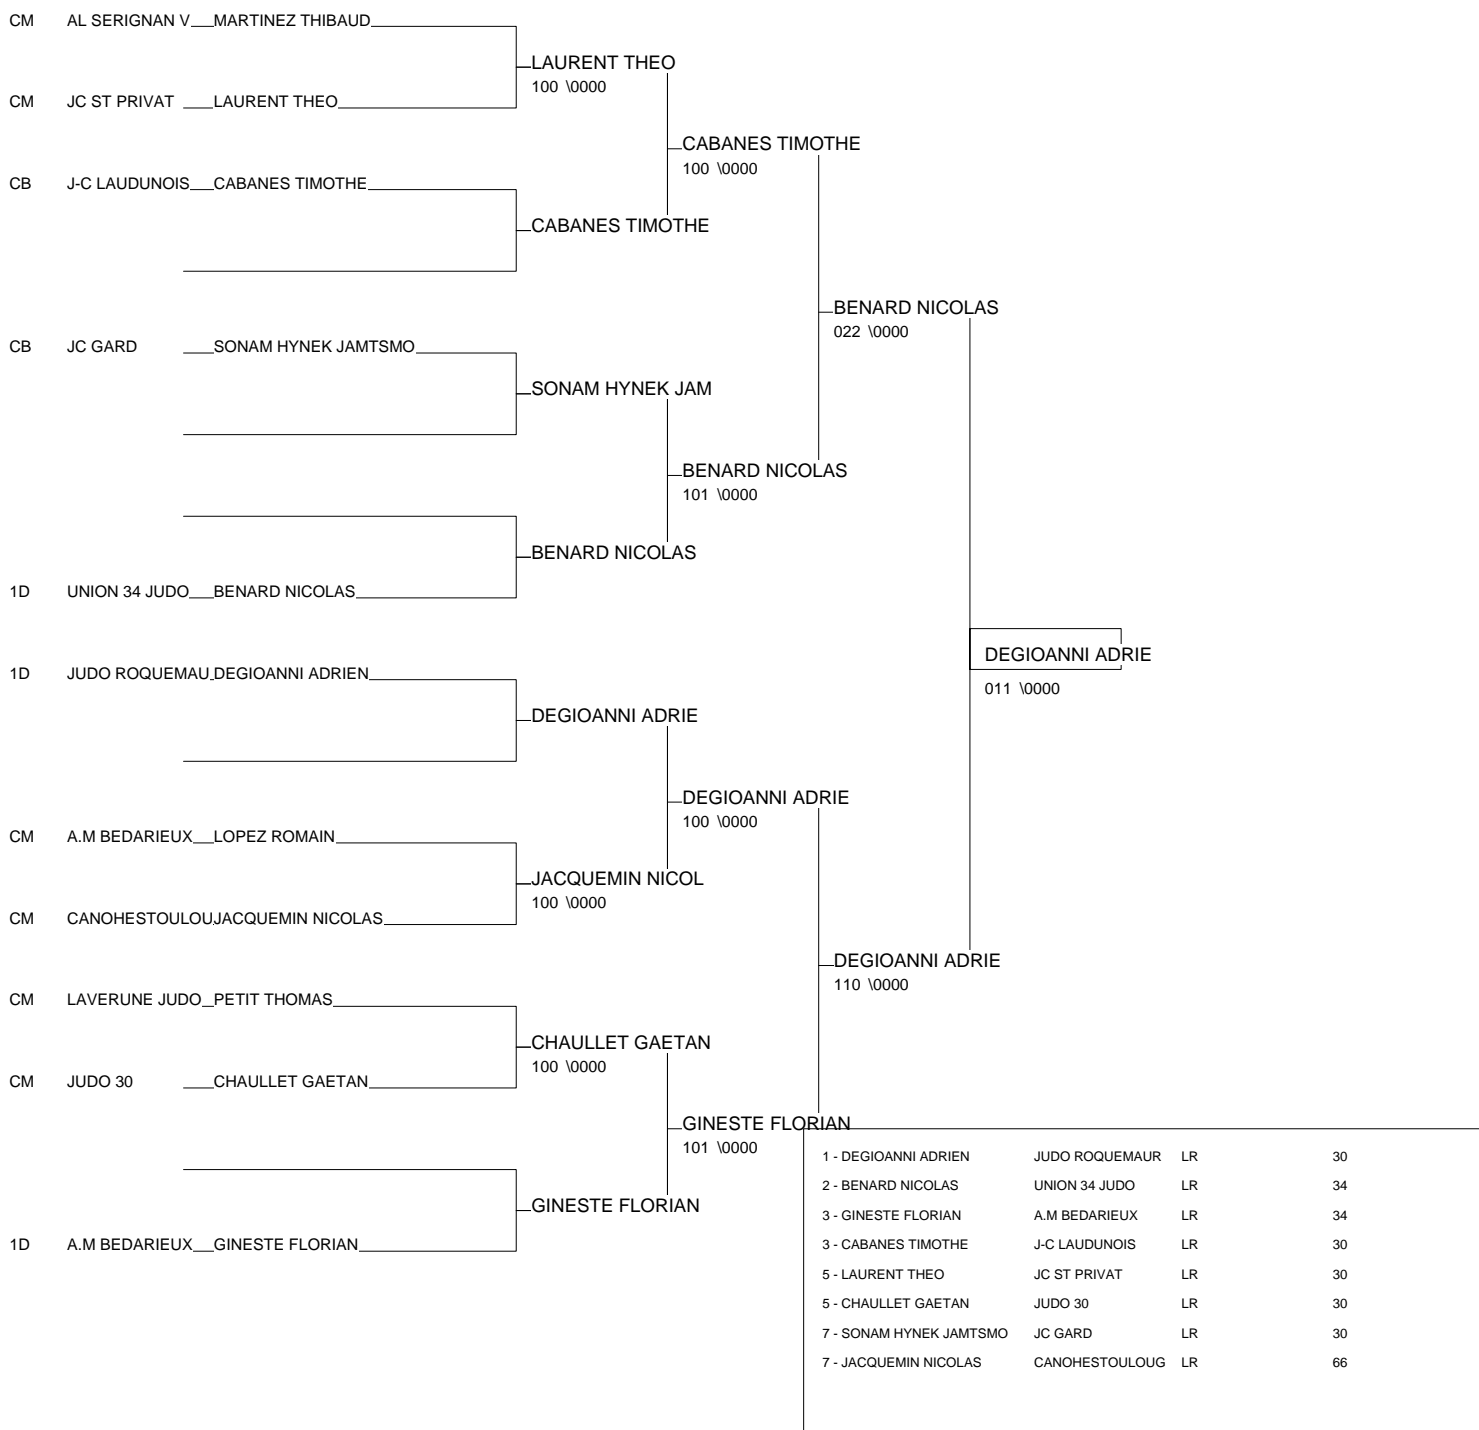 CM AL SERIGNAN V MARTINEZ THIBAUD
LAURENT THEO
100 \0000
CM JC ST PRIVAT LAURENT THEO
CABANES TIMOTHE
100 \0000
CB J-C LAUDUNOIS CABANES TIMOTHE
CABANES TIMOTHE
BENARD NICOLAS
022 \0000
CB JC GARD SONAM HYNEK JAMTSMO
SONAM HYNEK JAM
BENARD NICOLAS
101 \0000
BENARD NICOLAS
1D UNION 34 JUDO BENARD NICOLAS
DEGIOANNI ADRIE
011 \0000
1D JUDO ROQUEMAU DEGIOANNI ADRIEN
DEGIOANNI ADRIE
DEGIOANNI ADRIE
100 \0000
CM A.M BEDARIEUX LOPEZ ROMAIN
JACQUEMIN NICOL
100 \0000
CM CANOHESTOULOU JACQUEMIN NICOLAS
DEGIOANNI ADRIE
110 \0000
CM LAVERUNE JUDO PETIT THOMAS
CHAULLET GAETAN
100 \0000
CM JUDO 30 CHAULLET GAETAN
GINESTE FLORIAN
101 \0000
GINESTE FLORIAN
1D A.M BEDARIEUX GINESTE FLORIAN
1 - DEGIOANNI ADRIEN JUDO ROQUEMAUR LR 30
2 - BENARD NICOLAS UNION 34 JUDO LR 34
3 - GINESTE FLORIAN A.M BEDARIEUX LR 34
3 - CABANES TIMOTHE J-C LAUDUNOIS LR 30
5 - LAURENT THEO JC ST PRIVAT LR 30
5 - CHAULLET GAETAN JUDO 30 LR 30
7 - SONAM HYNEK JAMTSMO JC GARD LR 30
7 - JACQUEMIN NICOLAS CANOHESTOULOUG LR 66